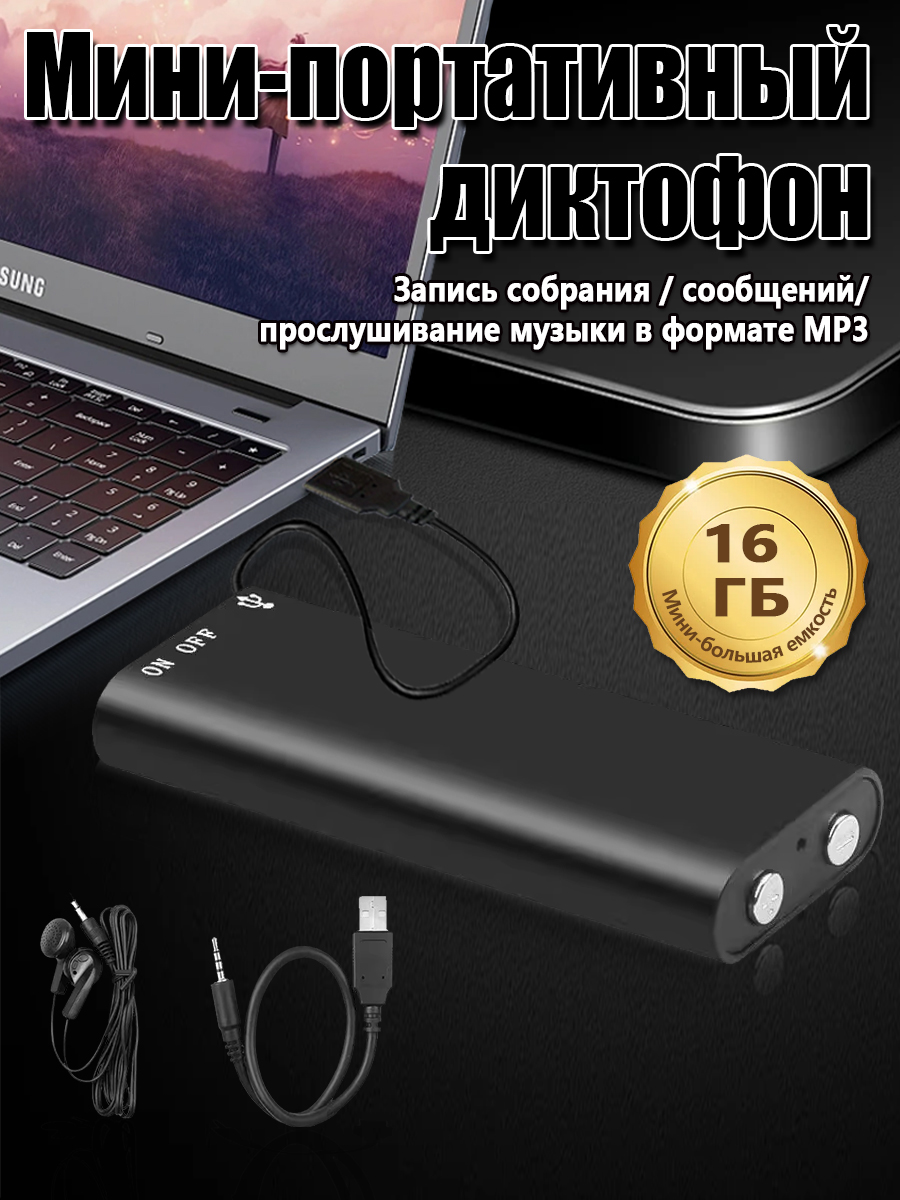 Мини-портативный
диктофон
Запись собрания / сообщений/
прослушивание музыки в формате MP3
SUNG
16
ГБ
Мини-большая емкость
ON OFF